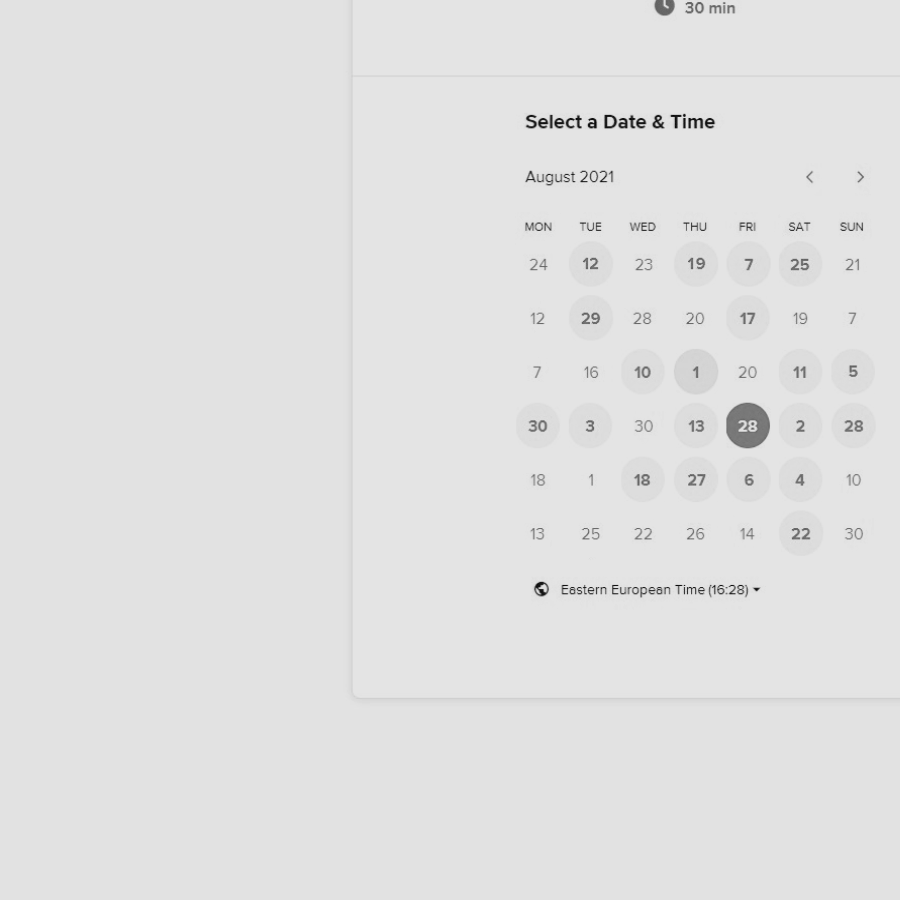 30 min
Select a Date & Time
August 2021
MON TUE WED THU FRI SAT SUN
24 12 23 19 7 25 21
12 29 28 20 17 19 7
7 16 10 1 20 11 5
30 3 30 13 28 2 28
18 1 18 27 6 4 10
13 25 22 26 14 22 30
Eastern European Time (16:28)